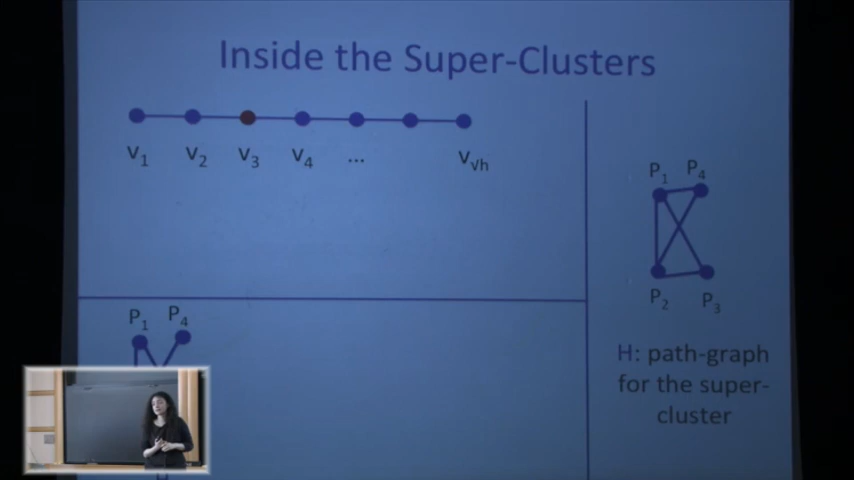 Inside the Super-Clusters
v1 v2 v3 v4 ... v√h
P1 P4
P2 P3
H: path-graph
for the super-
cluster
P1 P4